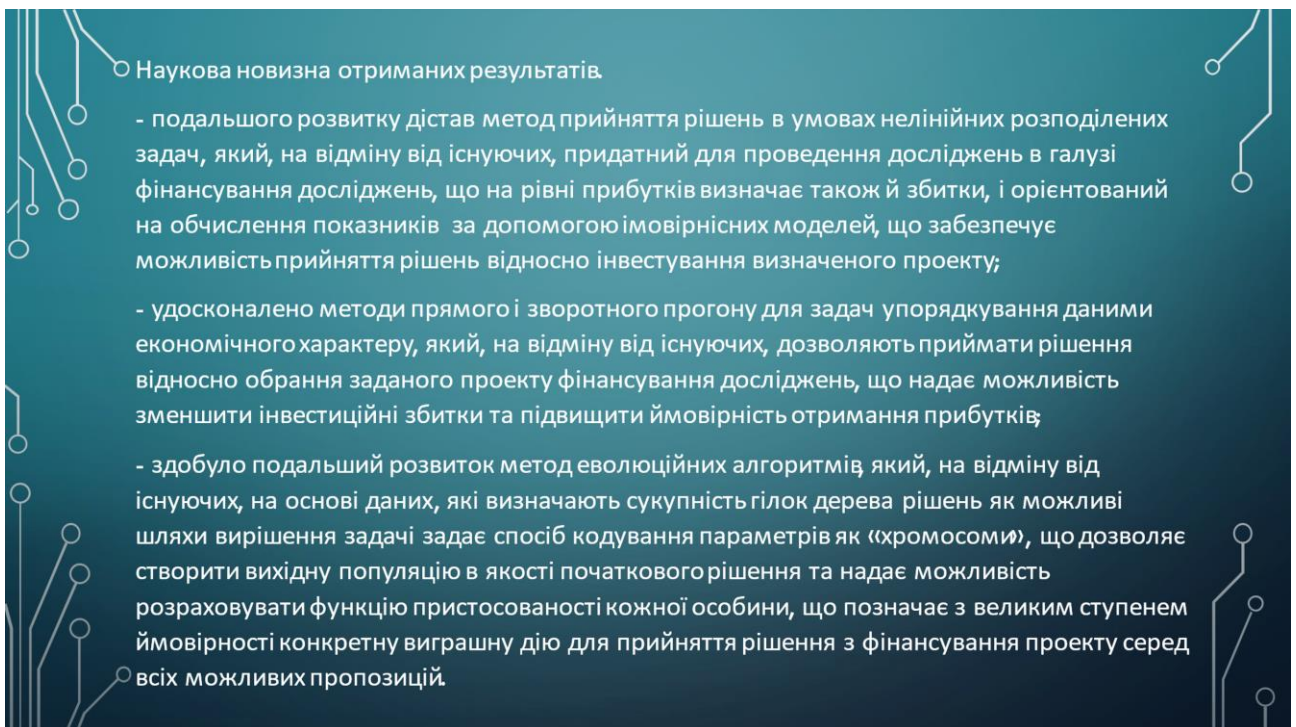 Наукова новизна отриманих результатів.
- подальшого розвитку дістав метод прийняття рішень в умовах нелінійних розподілених
задач, який, на відміну від існуючих, придатний для проведення досліджень в галузі
фінансування досліджень, що на рівні прибутків визначає також й збитки, і орієнтований
на обчислення показників за допомогою імовірнісних моделей, що забезпечує
можливість прийняття рішень відносно інвестування визначеного проекту;
- удосконалено методи прямого і зворотного прогону для задач упорядкування даними
економічного характеру, який, на відміну від існуючих, дозволяють приймати рішення
відносно обрання заданого проекту фінансування досліджень, що надає можливість
зменшити інвестиційні збитки та підвищити ймовірність отримання прибутків;
- здобуло подальший розвиток метод еволюційних алгоритмів, який, на відміну від
існуючих, на основі даних, які визначають сукупність гілок дерева рішень як можливі
шляхи вирішення задачі задає спосіб кодування параметрів як «хромосоми», що дозволяє
створити вихідну популяцію в якості початкового рішення та надає можливість
розраховувати функцію пристосованості кожної особини, що позначає з великим ступенем
ймовірності конкретну виграшну дію для прийняття рішення з фінансування проекту серед
всіх можливих пропозицій.